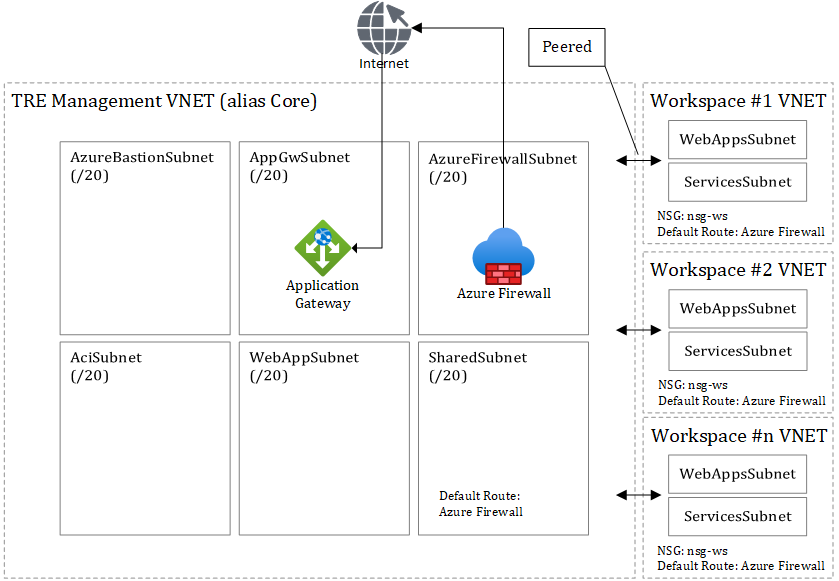 Internet
Peered
TRE Management VNET (alias Core)
AzureBastionSubnet
(/20)
AppGwSubnet
(/20)
AzureFirewallSubnet
(/20)
Application
Gateway
Azure Firewall
AciSubnet
(/20)
WebAppSubnet
(/20)
SharedSubnet
(/20)
Default Route:
Azure Firewall
Workspace #1 VNET
WebAppsSubnet
ServicesSubnet
NSG: nsg-ws
Default Route: Azure Firewall
Workspace #2 VNET
WebAppsSubnet
ServicesSubnet
NSG: nsg-ws
Default Route: Azure Firewall
Workspace #n VNET
WebAppsSubnet
ServicesSubnet
NSG: nsg-ws
Default Route: Azure Firewall